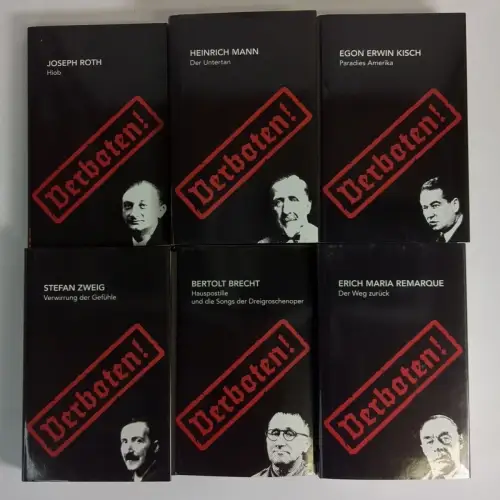 JOSEPH ROTH
Hiob
Verboten!
HEINRICH MANN
Der Untertan
Verboten!
EGON ERWIN KISCH
Paradies Amerika
Verboten!
STEFAN ZWEIG
Verwirrung der Gefühle
Verboten!
BERTOLT BRECHT
Hauspostille
und die Songs der Dreigroschenoper
Verboten!
ERICH MARIA REMARQUE
Der Weg zurück
Verboten!